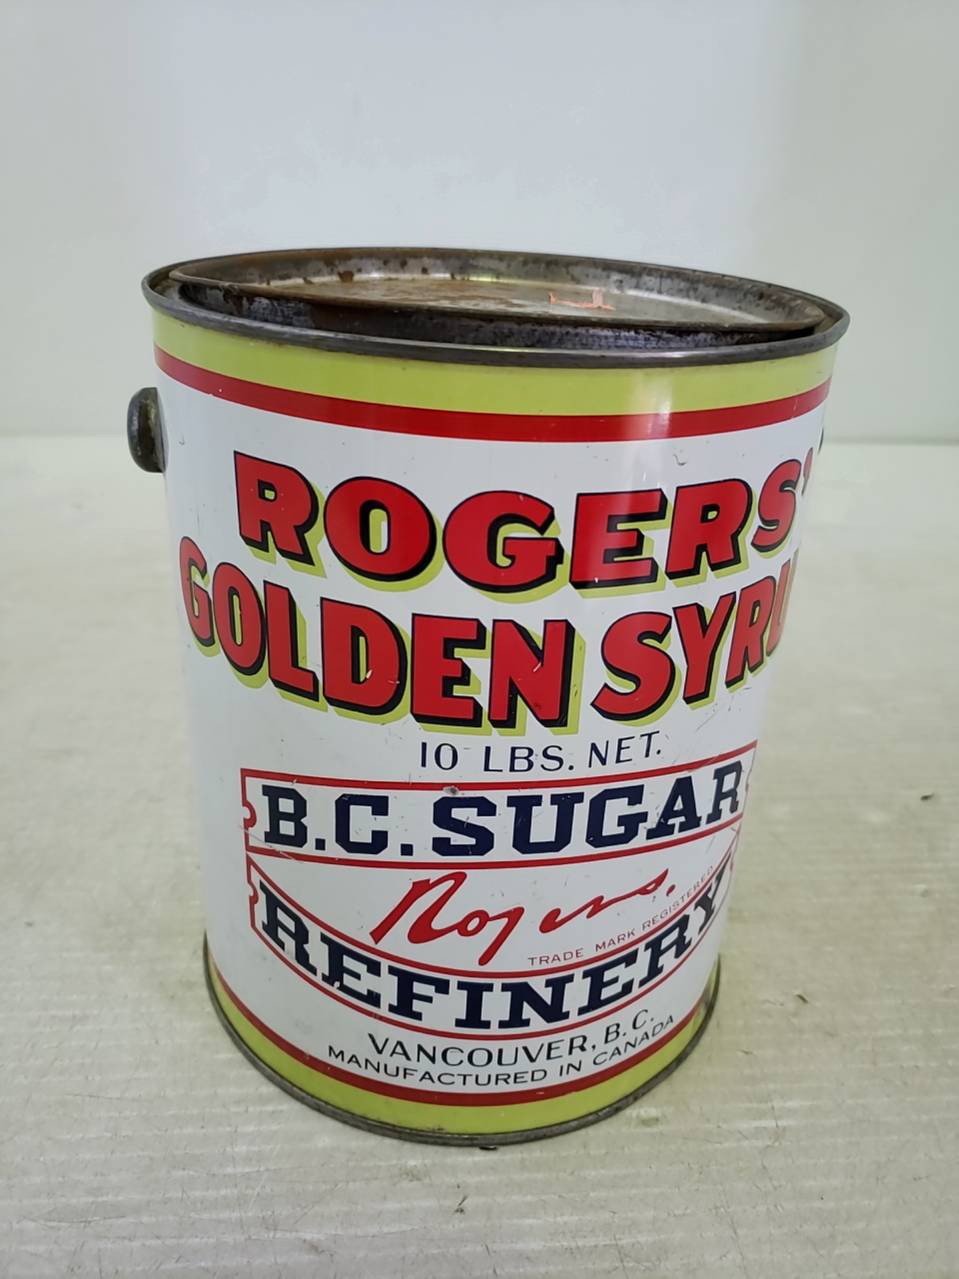 ROGERS'
GOLDEN SYRU
10 LBS. NET.
B.C. SUGAR
Rogers.
TRADE MARK REGISTERED
REFINERY
VANCOUVER, B.C.
MANUFACTURED IN CANADA